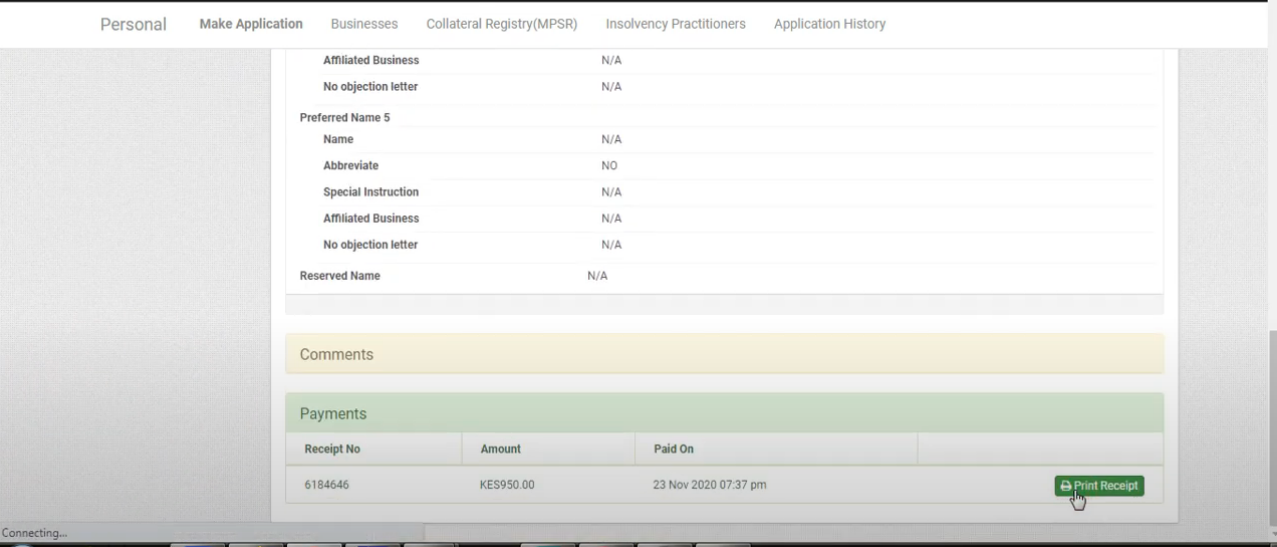 Personal Make Application Businesses Collateral Registry(MPSR) Insolvency Practitioners Application History
Affiliated Business N/A
No objection letter N/A
Preferred Name 5
Name N/A
Abbreviate NO
Special Instruction N/A
Affiliated Business N/A
No objection letter N/A
Reserved Name N/A
Comments
Payments
Receipt No Amount Paid On
6184646 KES950.00 23 Nov 2020 07:37 pm Print Receipt
Connecting...